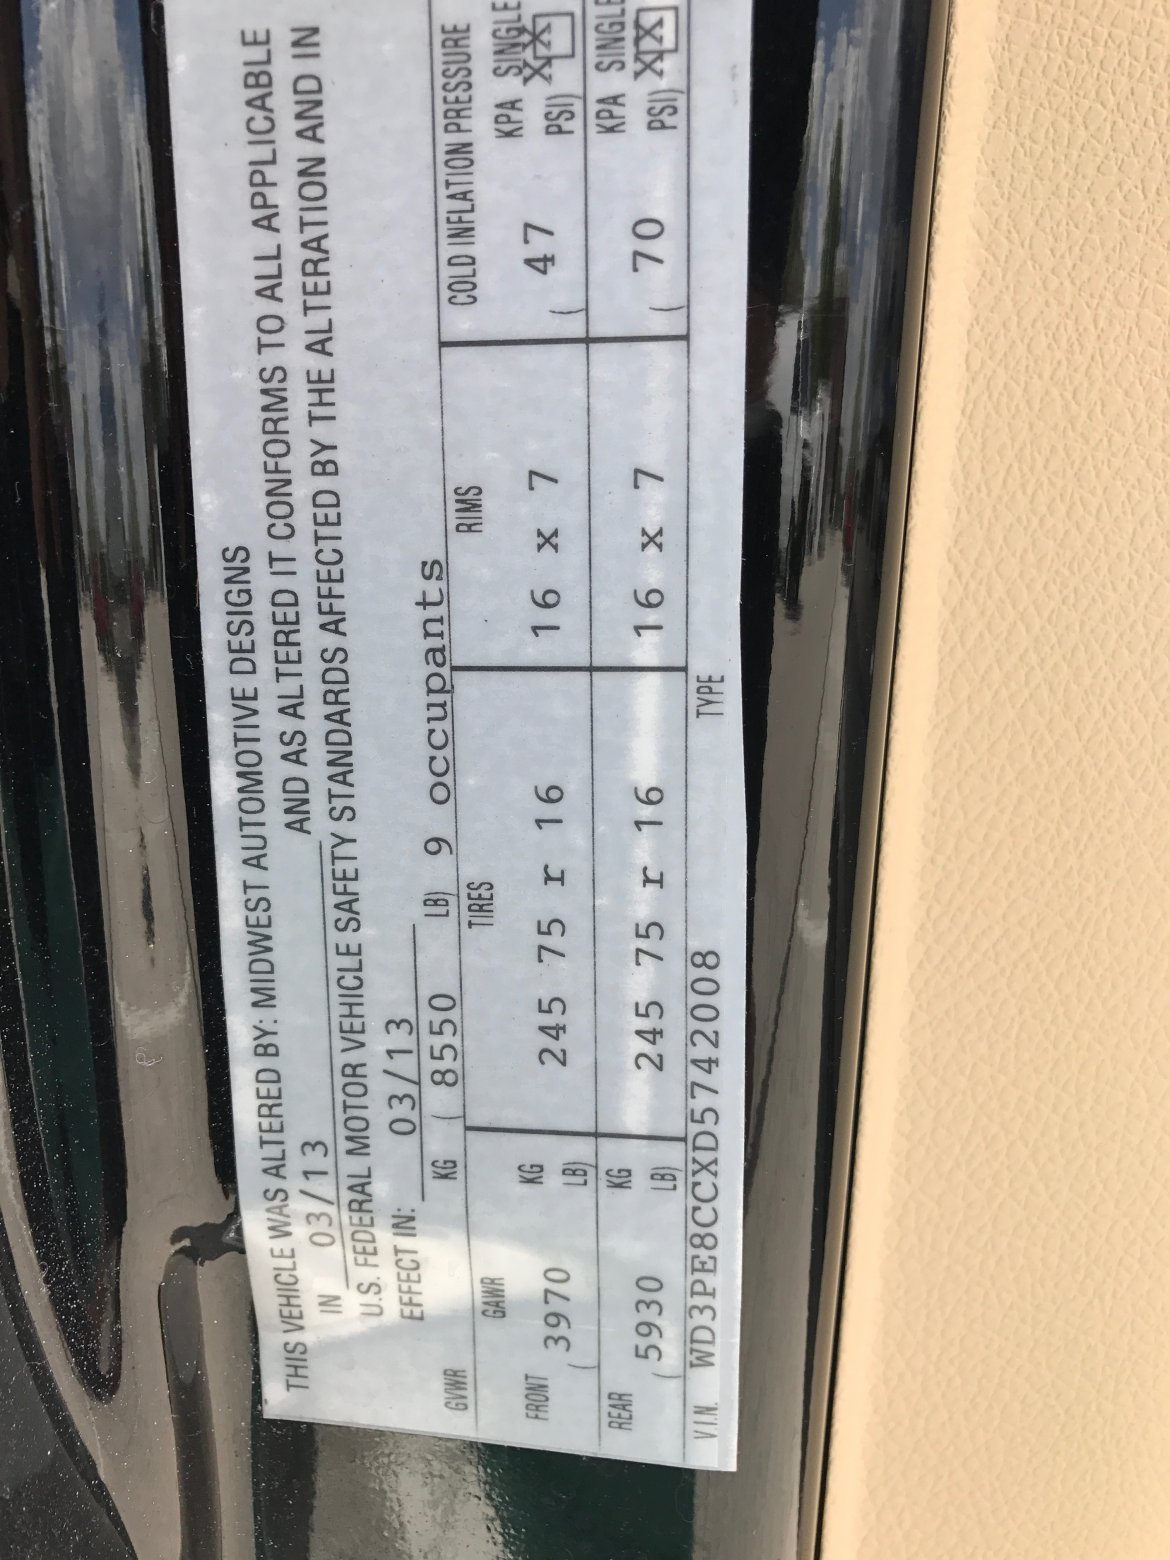 THIS VEHICLE WAS ALTERED BY: MIDWEST AUTOMOTIVE DESIGNS
IN 03/13 AND AS ALTERED IT CONFORMS TO ALL APPLICABLE
U.S. FEDERAL MOTOR VEHICLE SAFETY STANDARDS AFFECTED BY THE ALTERATION AND IN
EFFECT IN: 03/13
GVWR KG ( 8550 LB) 9 occupants
GAWR TIRES RIMS COLD INFLATION PRESSURE
FRONT 3970 KG 245 75 r 16 16 x 7 47 KPA SINGLE
( LB) ( PSI) XX
REAR 5930 KG 245 75 r 16 16 x 7 70 KPA SINGLE
( LB) ( PSI) XX
V.I.N. WD3PE8CCXD5742008 TYPE